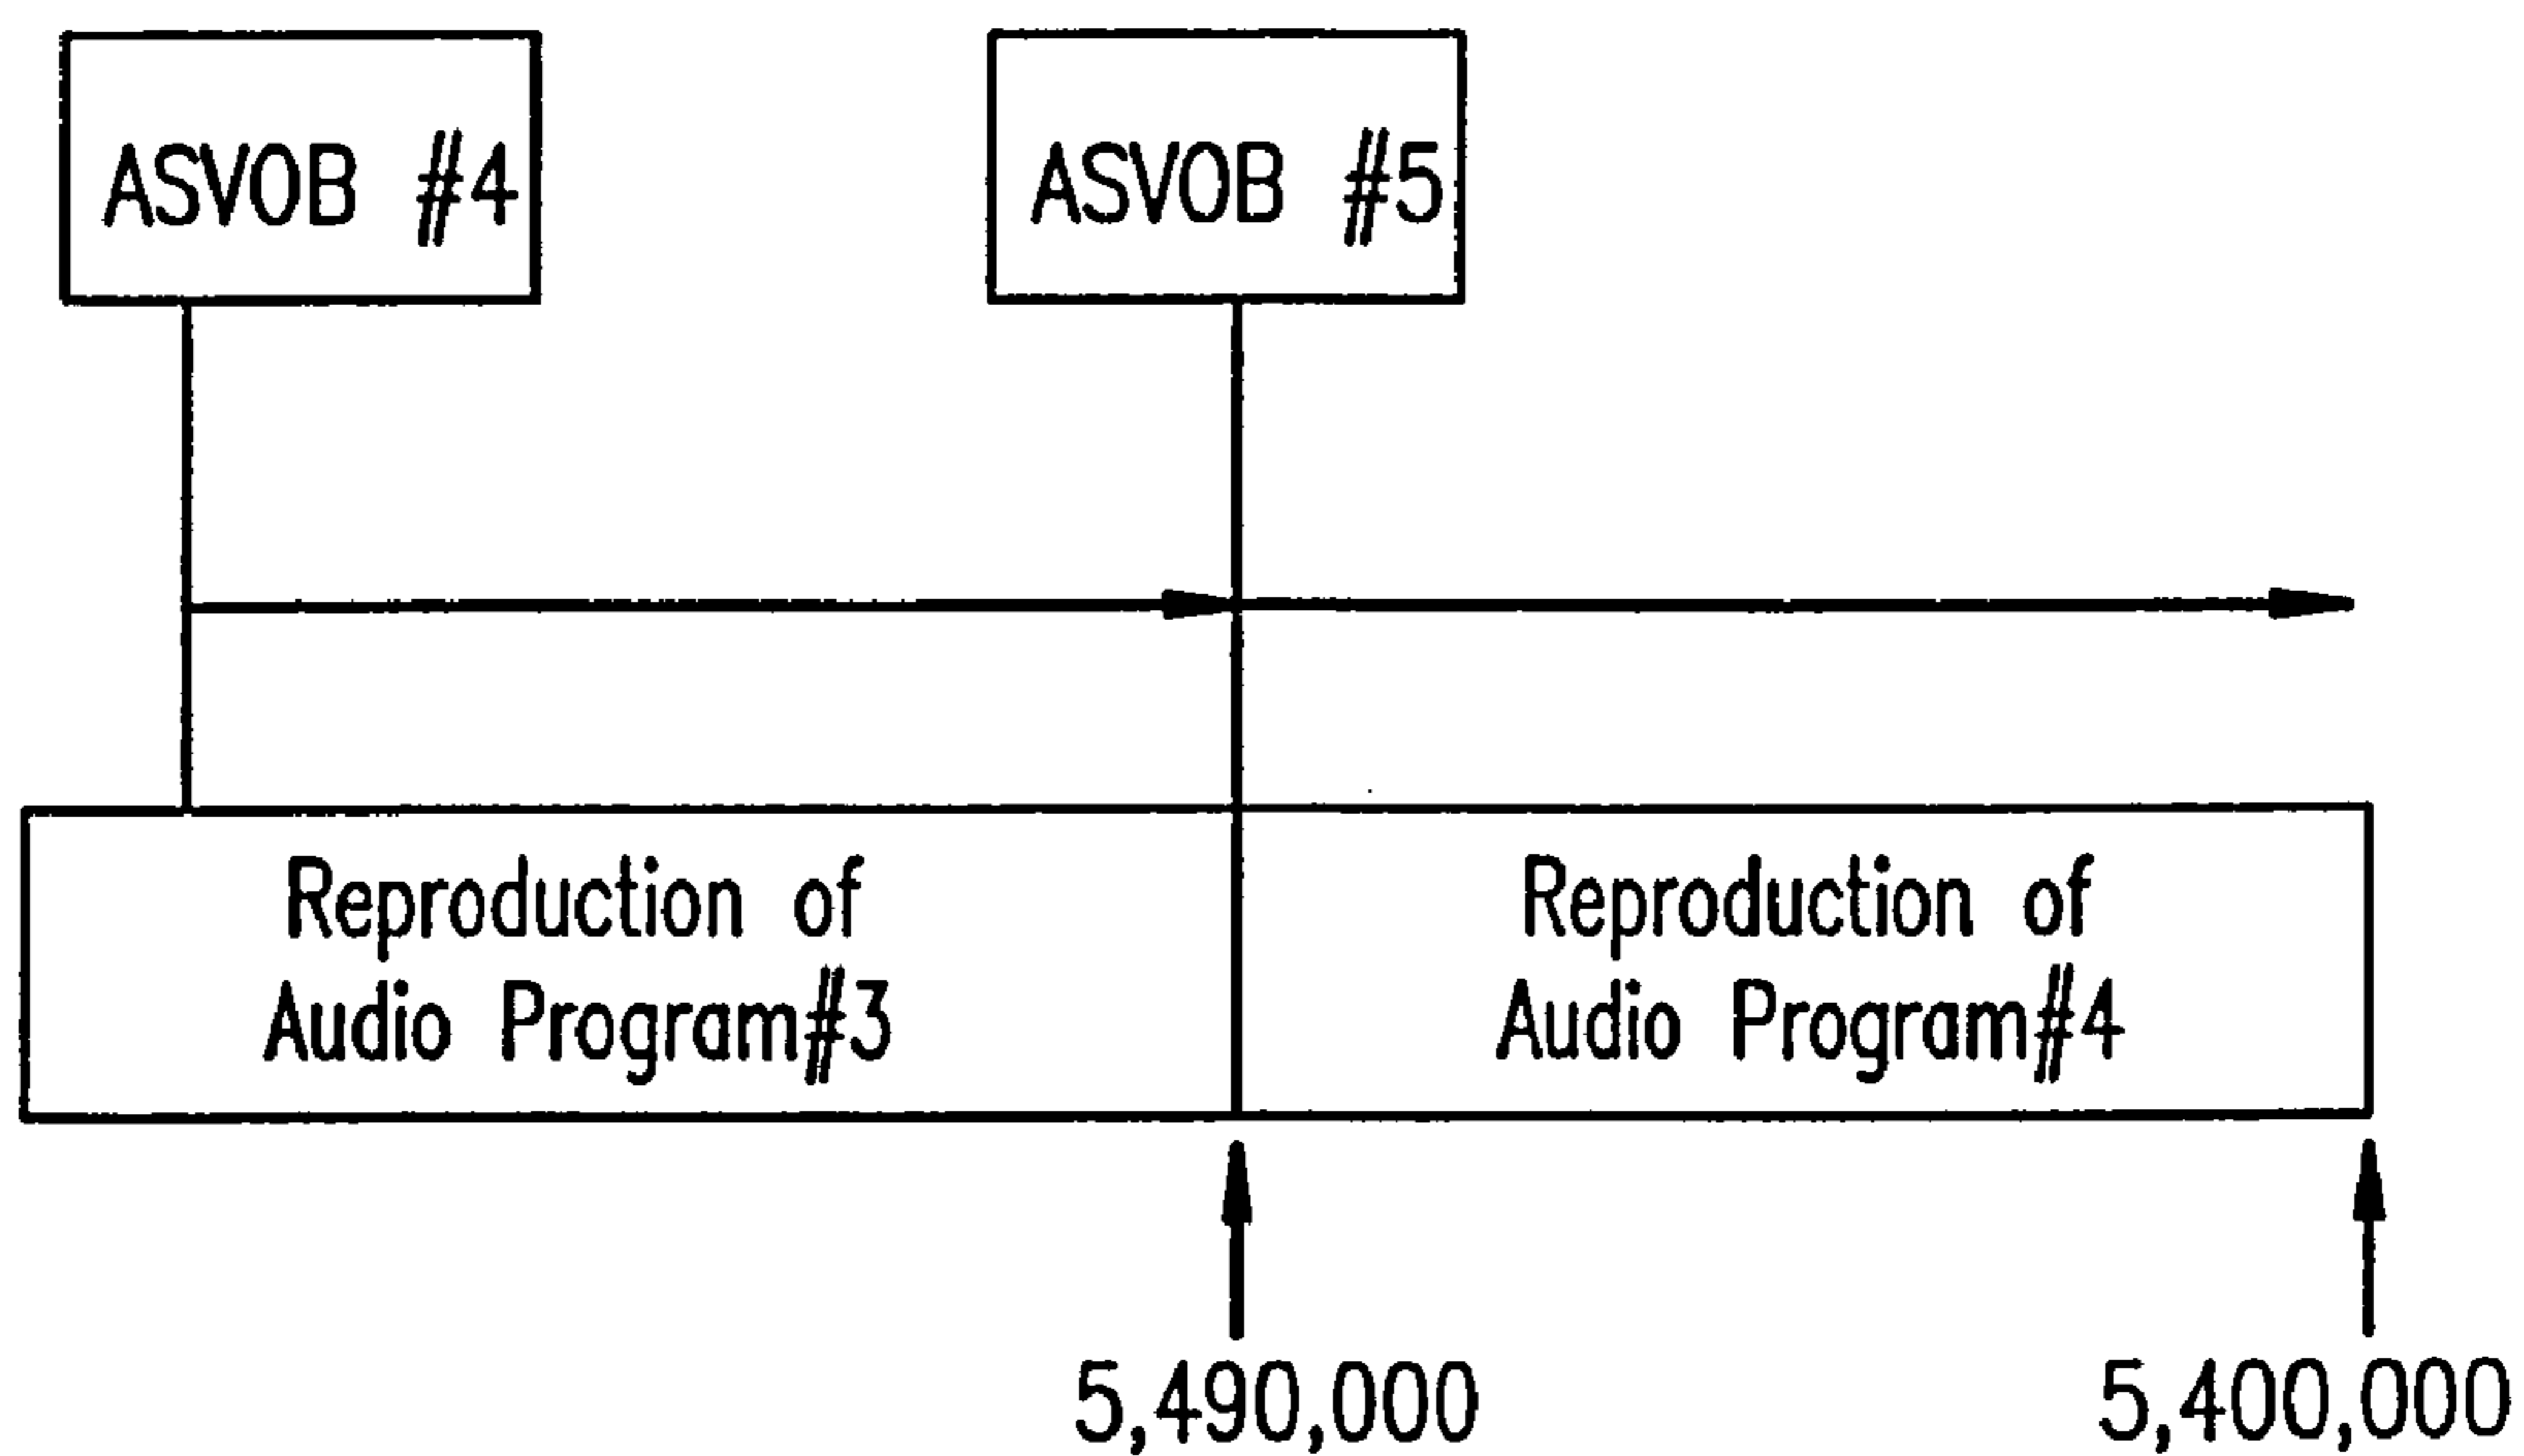 ASVOB #4
ASVOB #5
Reproduction of
Audio Program#3
Reproduction of
Audio Program#4
5,490,000
5,400,000